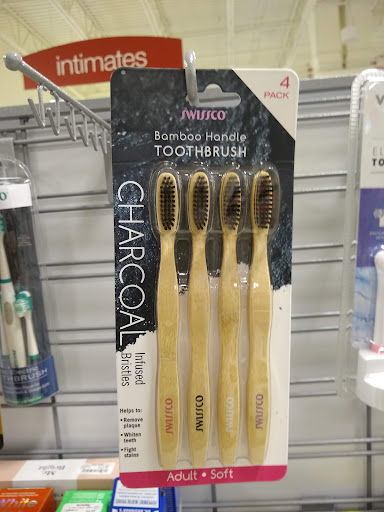 intimates
4
PACK
SWISSCO
Bamboo Handle
TOOTHBRUSH
CHARCOAL
Infused
Bristles
SWISSCO
SWISSCO
SWISSCO
SWISSCO
Helps to:
• Remove
plaque
• Whiten
teeth
• Fight
stains
Adult • Soft